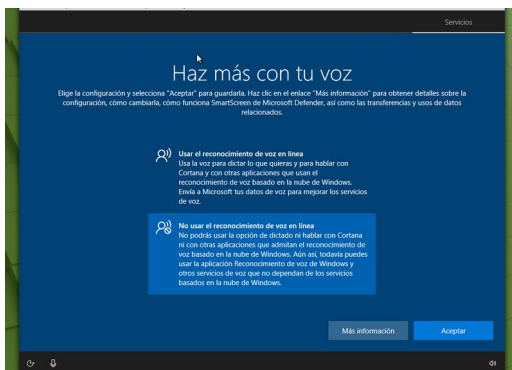 Servicios
Haz más con tu voz
Elige la configuración y selecciona "Aceptar" para guardarla. Haz clic en el enlace "Más información" para obtener detalles sobre la
configuración, cómo cambiarla, cómo funciona SmartScreen de Microsoft Defender, así como las transferencias y usos de datos
relacionados.
Usar el reconocimiento de voz en línea
Usa la voz para dictar lo que quieras y para hablar con
Cortana y con otras aplicaciones que usan el
reconocimiento de voz basado en la nube de Windows.
Envía a Microsoft tus datos de voz para mejorar los servicios
de voz.
No usar el reconocimiento de voz en línea
No podrás usar la opción de dictado ni hablar con Cortana
ni con otras aplicaciones que admitan el reconocimiento de
voz basado en la nube de Windows. Aún así, todavía puedes
usar la aplicación Reconocimiento de voz de Windows y
otros servicios de voz que no dependan de los servicios
basados en la nube de Windows.
Más información
Aceptar